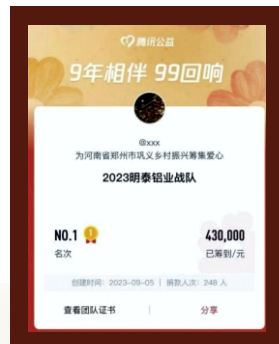 腾讯公益
9年相伴 99回响
@xxx
为河南省郑州市巩义乡村振兴筹集爱心
2023明泰铝业战队
NO.1
430,000
名次
已筹到/元
创建时间：2023-09-05 | 捐款人次：248 人
查看团队证书 | 分享